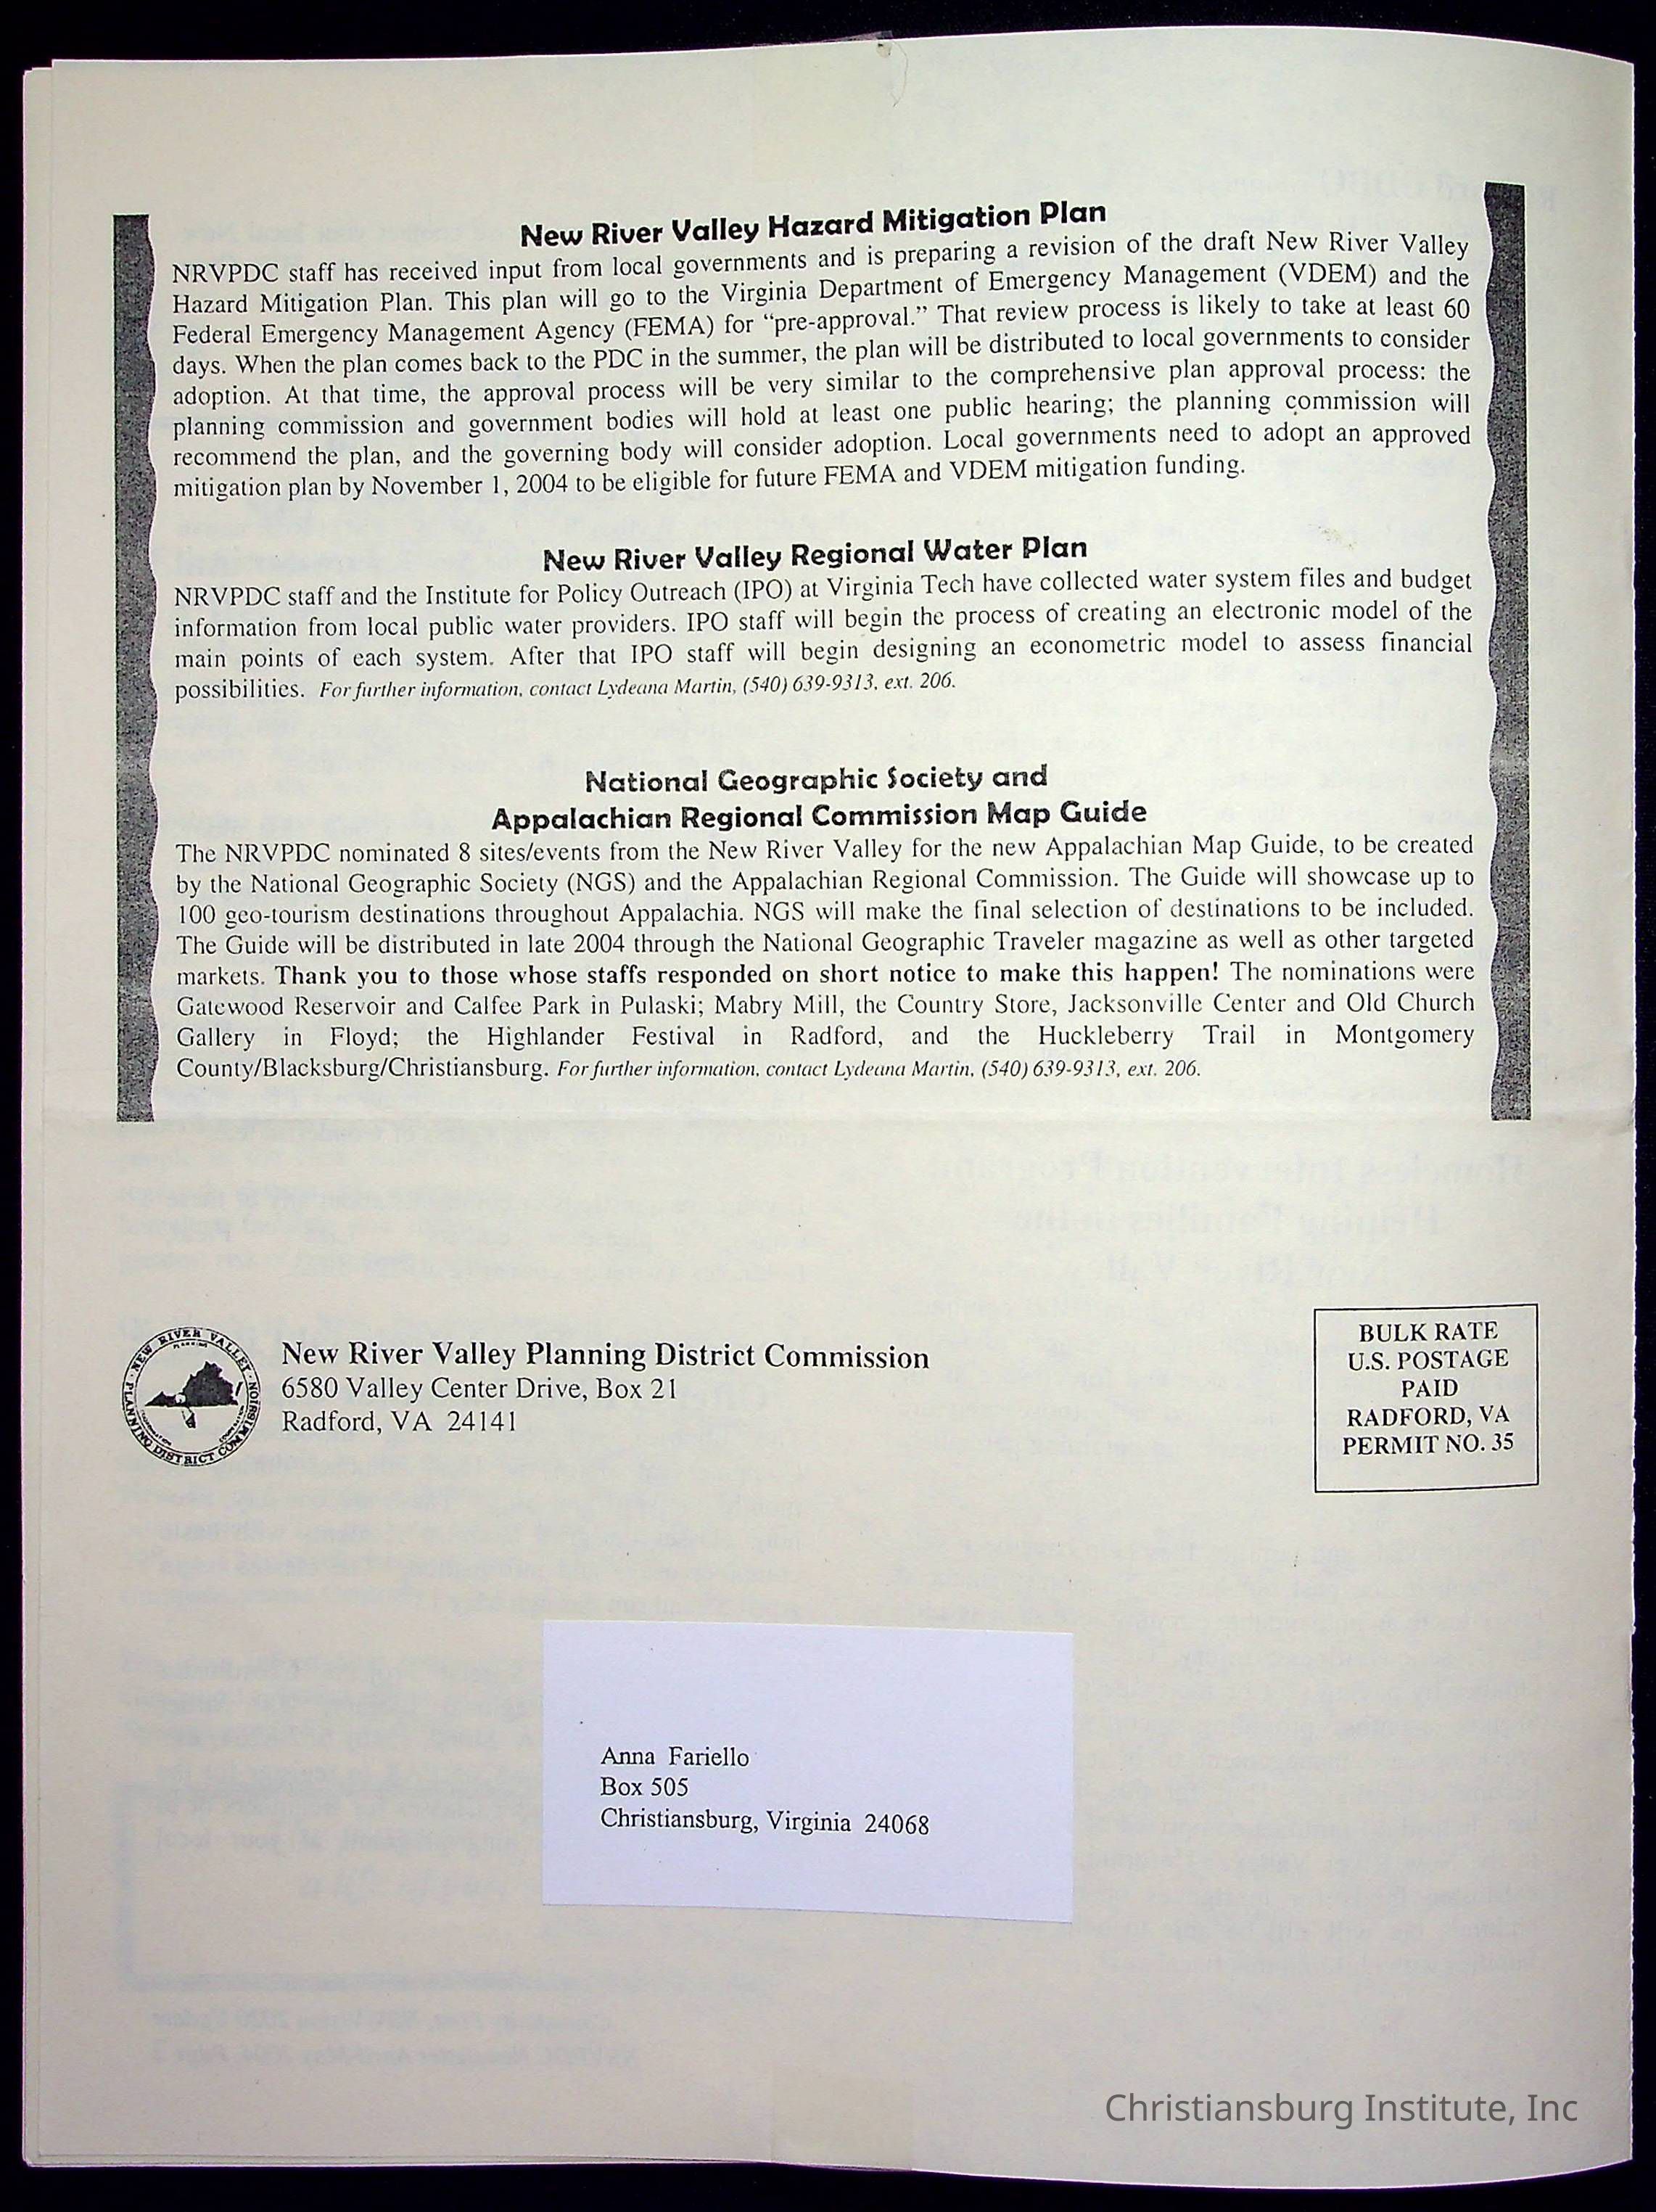 New River Valley Hazard Mitigation Plan
NRVPDC staff has received input from local governments and is preparing a revision of the draft New River Valley
Hazard Mitigation Plan. This plan will go to the Virginia Department of Emergency Management (VDEM) and the
Federal Emergency Management Agency (FEMA) for “pre-approval.” That review process is likely to take at least 60
days. When the plan comes back to the PDC in the summer, the plan will be distributed to local governments to consider
adoption. At that time, the approval process will be very similar to the comprehensive plan approval process: the
planning commission and government bodies will hold at least one public hearing; the planning commission will
recommend the plan, and the governing body will consider adoption. Local governments need to adopt an approved
mitigation plan by November 1, 2004 to be eligible for future FEMA and VDEM mitigation funding.
New River Valley Regional Water Plan
NRVPDC staff and the Institute for Policy Outreach (IPO) at Virginia Tech have collected water system files and budget
information from local public water providers. IPO staff will begin the process of creating an electronic model of the
main points of each system. After that IPO staff will begin designing an econometric model to assess financial
possibilities. For further information, contact Lydeana Martin, (540) 639-9313, ext. 206.
National Geographic Society and
Appalachian Regional Commission Map Guide
The NRVPDC nominated 8 sites/events from the New River Valley for the new Appalachian Map Guide, to be created
by the National Geographic Society (NGS) and the Appalachian Regional Commission. The Guide will showcase up to
100 geo-tourism destinations throughout Appalachia. NGS will make the final selection of destinations to be included.
The Guide will be distributed in late 2004 through the National Geographic Traveler magazine as well as other targeted
markets. Thank you to those whose staffs responded on short notice to make this happen! The nominations were
Gatewood Reservoir and Calfee Park in Pulaski; Mabry Mill, the Country Store, Jacksonville Center and Old Church
Gallery in Floyd; the Highlander Festival in Radford, and the Huckleberry Trail in Montgomery
County/Blacksburg/Christiansburg. For further information, contact Lydeana Martin, (540) 639-9313, ext. 206.
NEW RIVER VALLEY
PLANNING DISTRICT COMMISSION
New River Valley Planning District Commission
6580 Valley Center Drive, Box 21
Radford, VA 24141
BULK RATE
U.S. POSTAGE
PAID
RADFORD, VA
PERMIT NO. 35
Anna Fariello
Box 505
Christiansburg, Virginia 24068
Christiansburg Institute, Inc